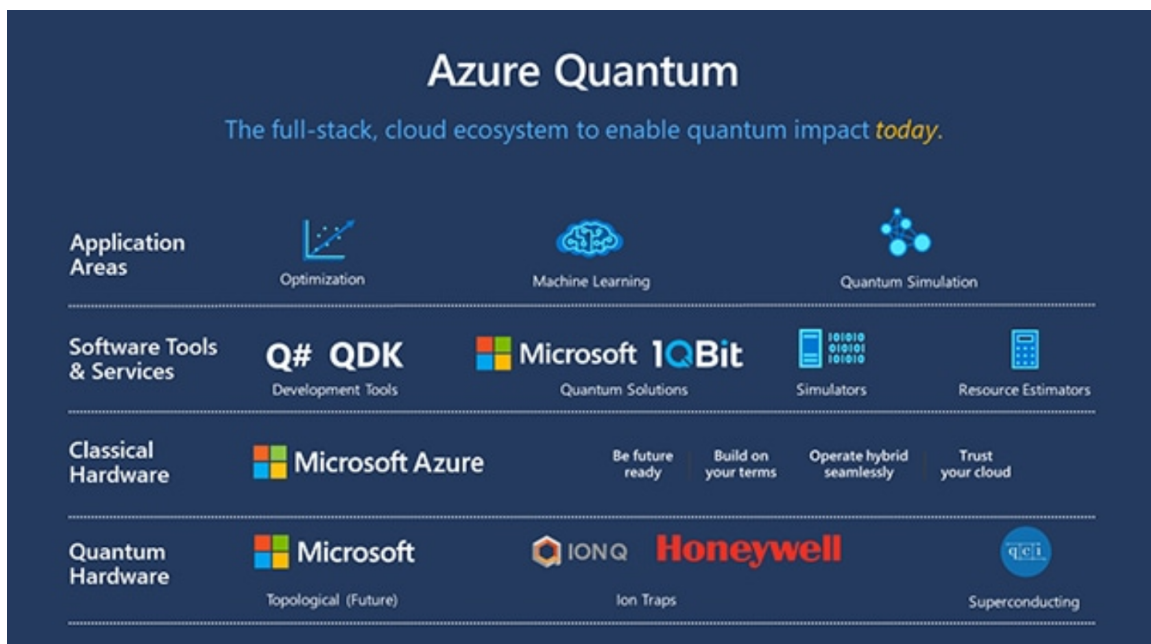 Azure Quantum
The full-stack, cloud ecosystem to enable quantum impact today.
Application
Areas
Optimization
Machine Learning
Quantum Simulation
Software Tools
& Services
Q# QDK
Development Tools
Microsoft 1QBit
Quantum Solutions
101010
010101
101010
Simulators
Resource Estimators
Classical
Hardware
Microsoft Azure
Be future
ready
Build on
your terms
Operate hybrid
seamlessly
Trust
your cloud
Quantum
Hardware
Microsoft
Topological (Future)
IONQ Honeywell
Ion Traps
qci
Superconducting